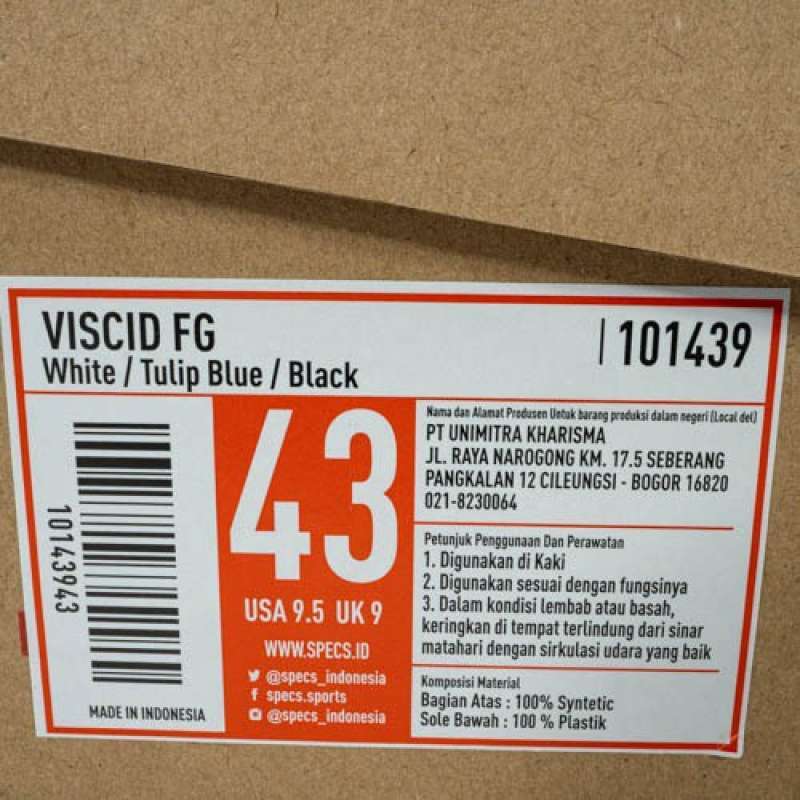 VISCID FG
White / Tulip Blue / Black
| 101439
10143943
MADE IN INDONESIA
43
USA 9.5 UK 9
WWW.SPECS.ID
@specs_indonesia
specs.sports
@specs_indonesia
Nama dan Alamat Produsen Untuk barang produksi dalam negeri (Local del)
PT UNIMITRA KHARISMA
JL. RAYA NAROGONG KM. 17.5 SEBERANG
PANGKALAN 12 CILEUNGSI - BOGOR 16820
021-8230064
Petunjuk Penggunaan Dan Perawatan
1. Digunakan di Kaki
2. Digunakan sesuai dengan fungsinya
3. Dalam kondisi lembab atau basah,
keringkan di tempat terlindung dari sinar
matahari dengan sirkulasi udara yang baik
Komposisi Material
Bagian Atas : 100% Syntetic
Sole Bawah : 100 % Plastik